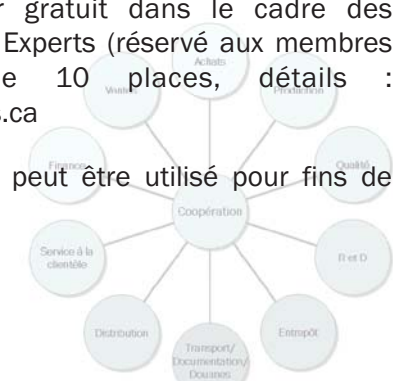 r gratuit dans le cadre des
Experts (réservé aux membres
e 10 places, détails :
s.ca
peut être utilisé pour fins de
Achats
Ventes
Production
Finance
Qualité
Coopération
Service à la
clientèle
R et D
Distribution
Entrepôt
Transport/
Documentation/
Douanes